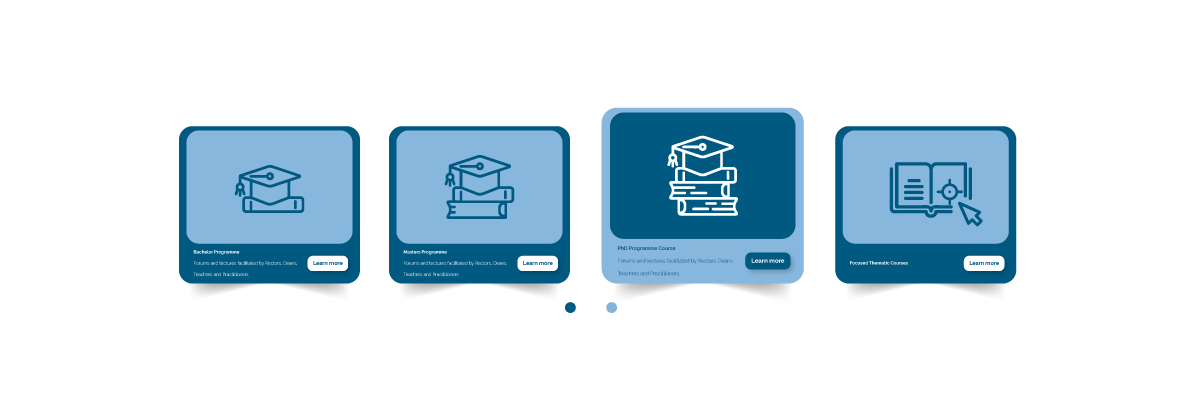 Bachelor Programme
Forums and lectures facilitated by Rectors, Deans,
Teachers and Practitioners
Learn more
Masters Programme
Forums and lectures facilitated by Rectors, Deans,
Teachers and Practitioners
Learn more
PhD Programme Course
Forums and lectures facilitated by Rectors, Deans,
Teachers and Practitioners
Learn more
Focused Thematic Courses
Learn more